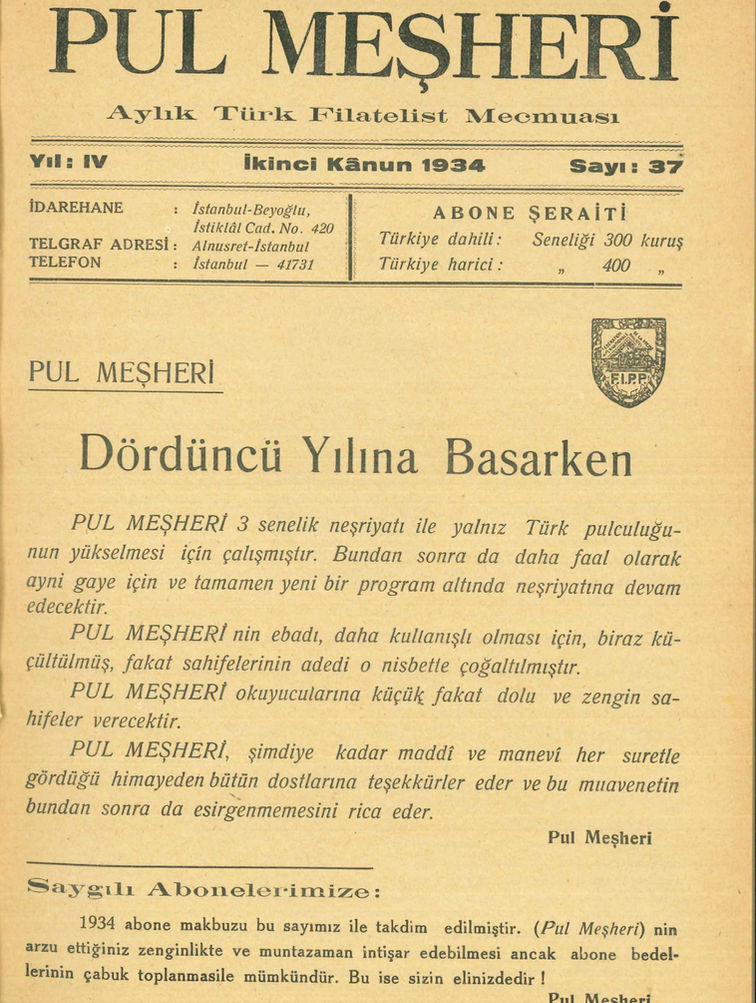 PUL MEŞHERİ
Aylık Türk Filatelist Mecmuası
Yıl: IV İkinci Kânun 1934 Sayı: 37
İDAREHANE : İstanbul-Beyoğlu,
İstiklâl Cad. No. 420
TELGRAF ADRESİ: Alnusret-İstanbul
TELEFON : İstanbul — 41731
ABONE ŞERAİTİ
Türkiye dahili: Seneliği 300 kuruş
Türkiye harici: „ 400 „
F.I.P.P.
PUL MEŞHERİ
Dördüncü Yılına Basarken
PUL MEŞHERİ 3 senelik neşriyatı ile yalnız Türk pulculuğu-
nun yükselmesi için çalışmıştır. Bundan sonra da daha faal olarak
ayni gaye için ve tamamen yeni bir program altında neşriyatına devam
edecektir.
PUL MEŞHERİ nin ebadı, daha kullanışlı olması için, biraz kü-
çültülmüş, fakat sahifelerinin adedi o nisbette çoğaltılmıştır.
PUL MEŞHERİ okuyucularına küçük fakat dolu ve zengin sa-
hifeler verecektir.
PUL MEŞHERİ, şimdiye kadar maddî ve manevî her suretle
gördüğü himayeden bütün dostlarına teşekkürler eder ve bu muavenetin
bundan sonra da esirgenmemesini rica eder.
Pul Meşheri
Saygılı Abonelerimize:
1934 abone makbuzu bu sayımız ile takdim edilmiştir. (Pul Meşheri) nin
arzu ettiğiniz zenginlikte ve muntazaman intişar edebilmesi ancak abone bedel-
lerinin çabuk toplanmasile mümkündür. Bu ise sizin elinizdedir !
Pul Meşheri